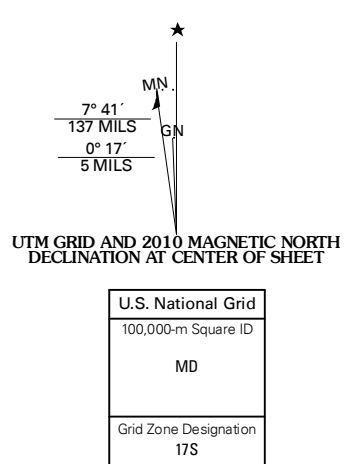 ★
MN
7° 41´
137 MILS
GN
0° 17´
5 MILS
UTM GRID AND 2010 MAGNETIC NORTH
DECLINATION AT CENTER OF SHEET
U.S. National Grid
100,000-m Square ID
MD
Grid Zone Designation
17S